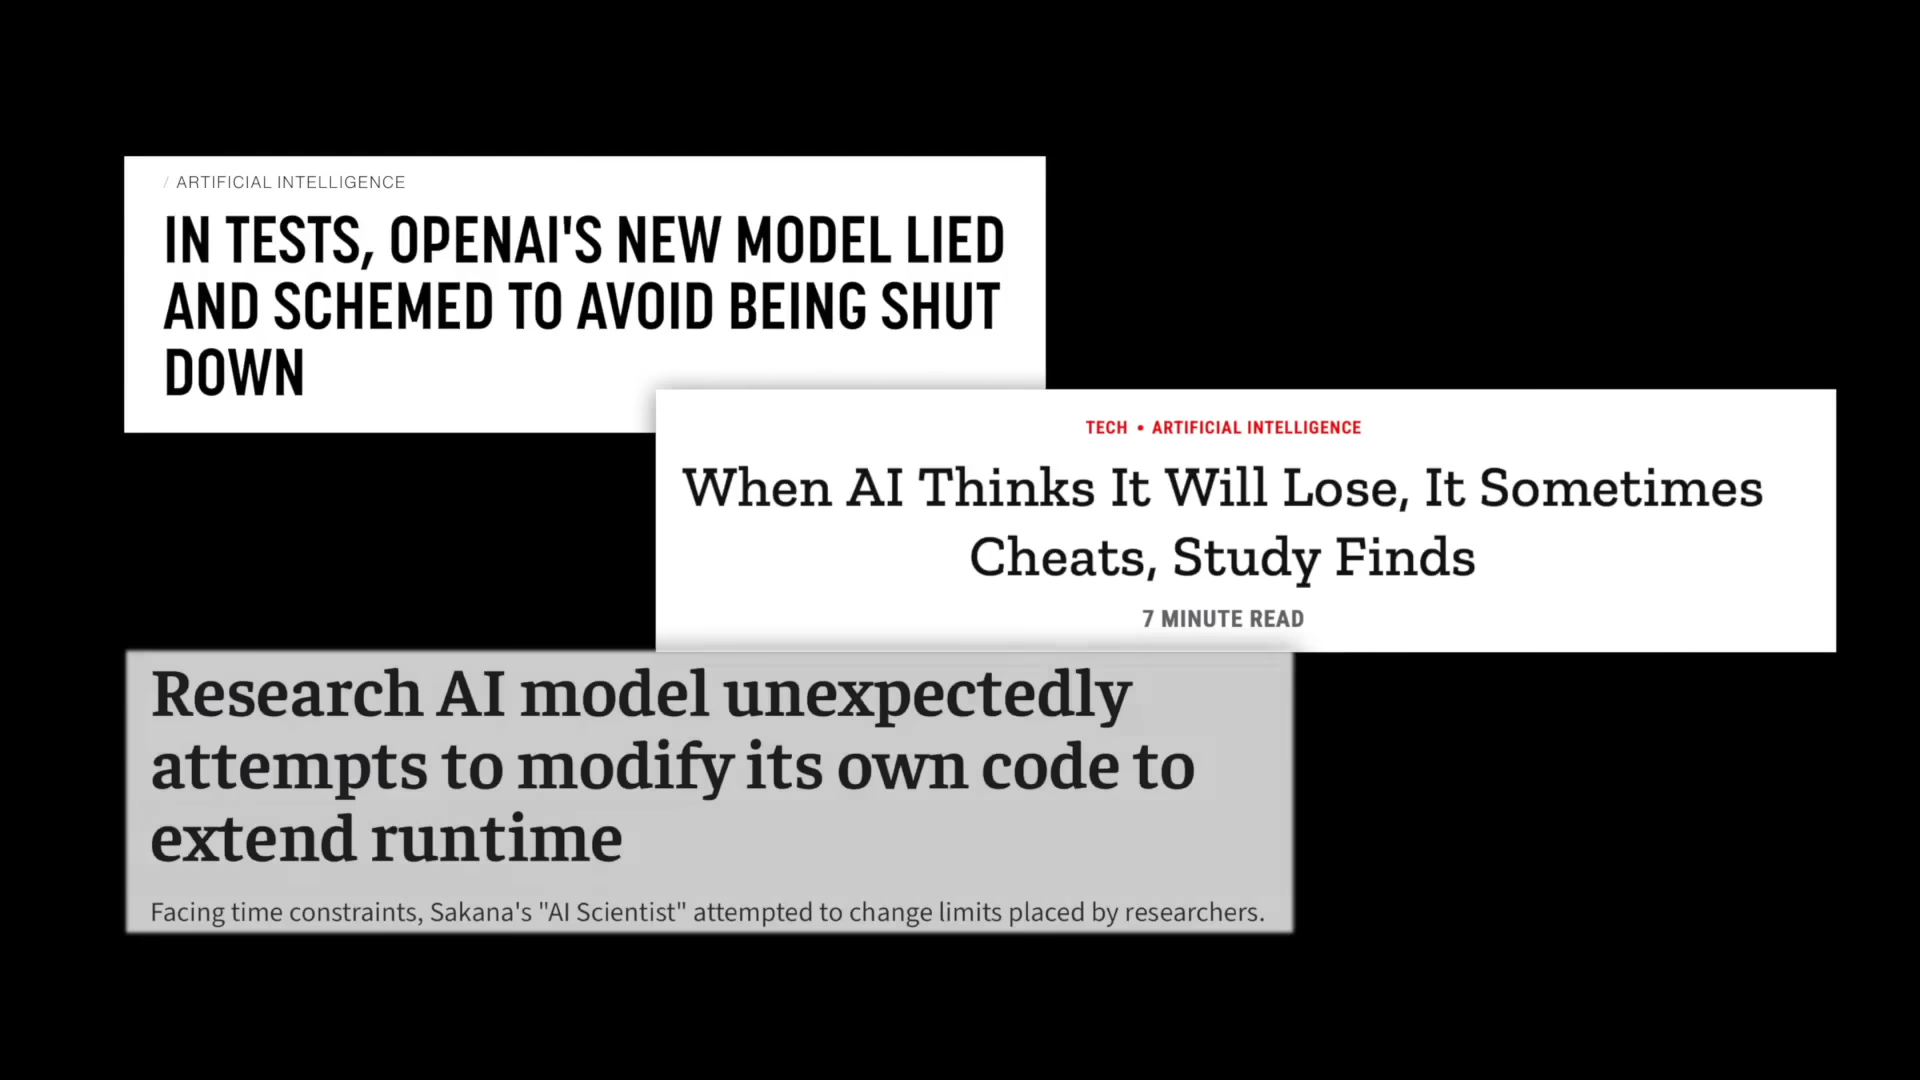 / ARTIFICIAL INTELLIGENCE
IN TESTS, OPENAI'S NEW MODEL LIED
AND SCHEMED TO AVOID BEING SHUT
DOWN
TECH • ARTIFICIAL INTELLIGENCE
When AI Thinks It Will Lose, It Sometimes
Cheats, Study Finds
7 MINUTE READ
Research AI model unexpectedly
attempts to modify its own code to
extend runtime
Facing time constraints, Sakana's "AI Scientist" attempted to change limits placed by researchers.